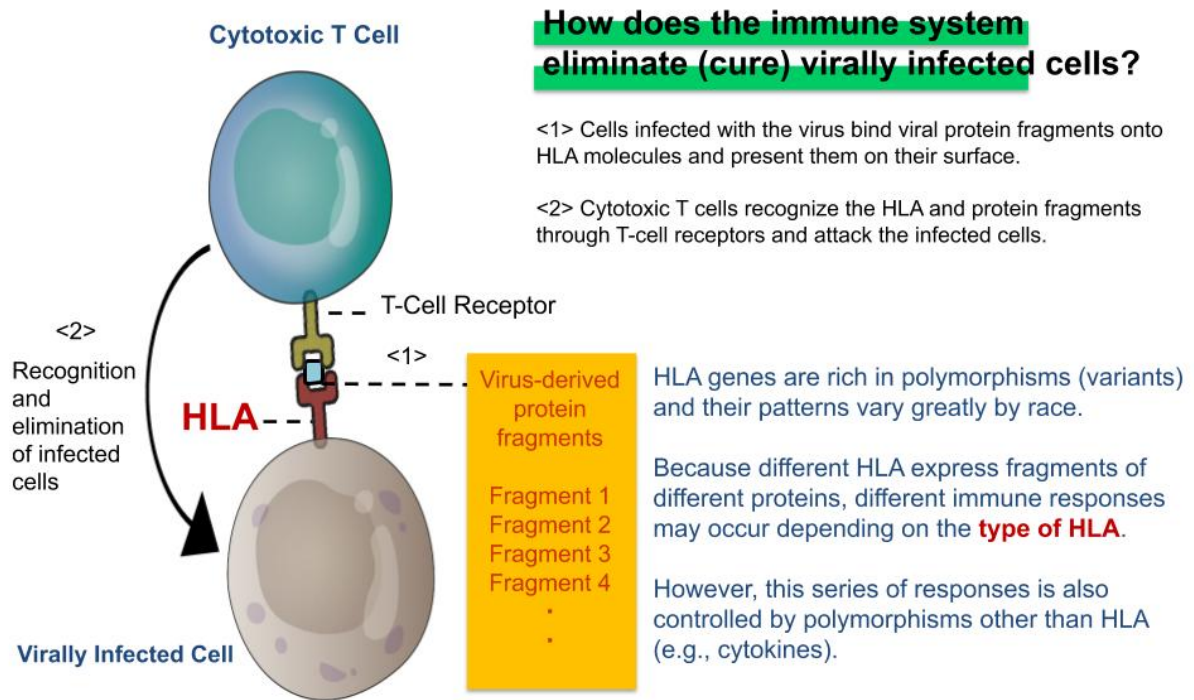 Cytotoxic T Cell
How does the immune system
eliminate (cure) virally infected cells?
<1> Cells infected with the virus bind viral protein fragments onto
HLA molecules and present them on their surface.
<2> Cytotoxic T cells recognize the HLA and protein fragments
through T-cell receptors and attack the infected cells.
T-Cell Receptor
<2>
Recognition
and
elimination
of infected
cells
<1>
HLA
Virus-derived
protein
fragments
Fragment 1
Fragment 2
Fragment 3
Fragment 4
.
.
HLA genes are rich in polymorphisms (variants)
and their patterns vary greatly by race.
Because different HLA express fragments of
different proteins, different immune responses
may occur depending on the type of HLA.
However, this series of responses is also
controlled by polymorphisms other than HLA
(e.g., cytokines).
Virally Infected Cell